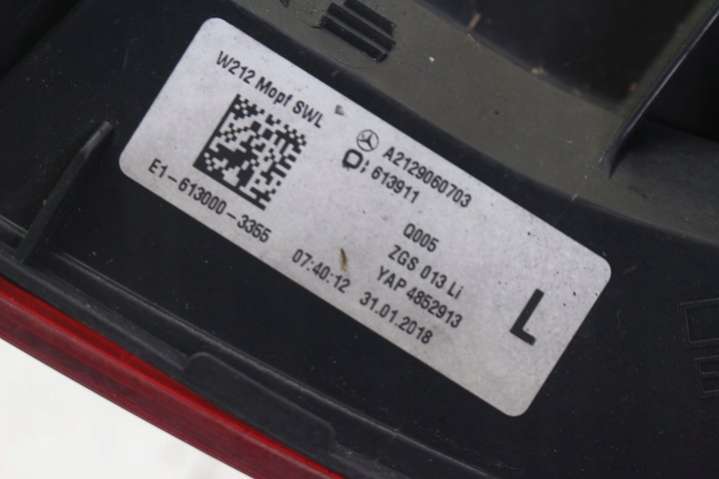 W212 Mopf SWL
A2129060703
613911
E1-613000-3355
Q005
ZGS 013 Li
07:40:12
YAP 4852913
31.01.2018
L